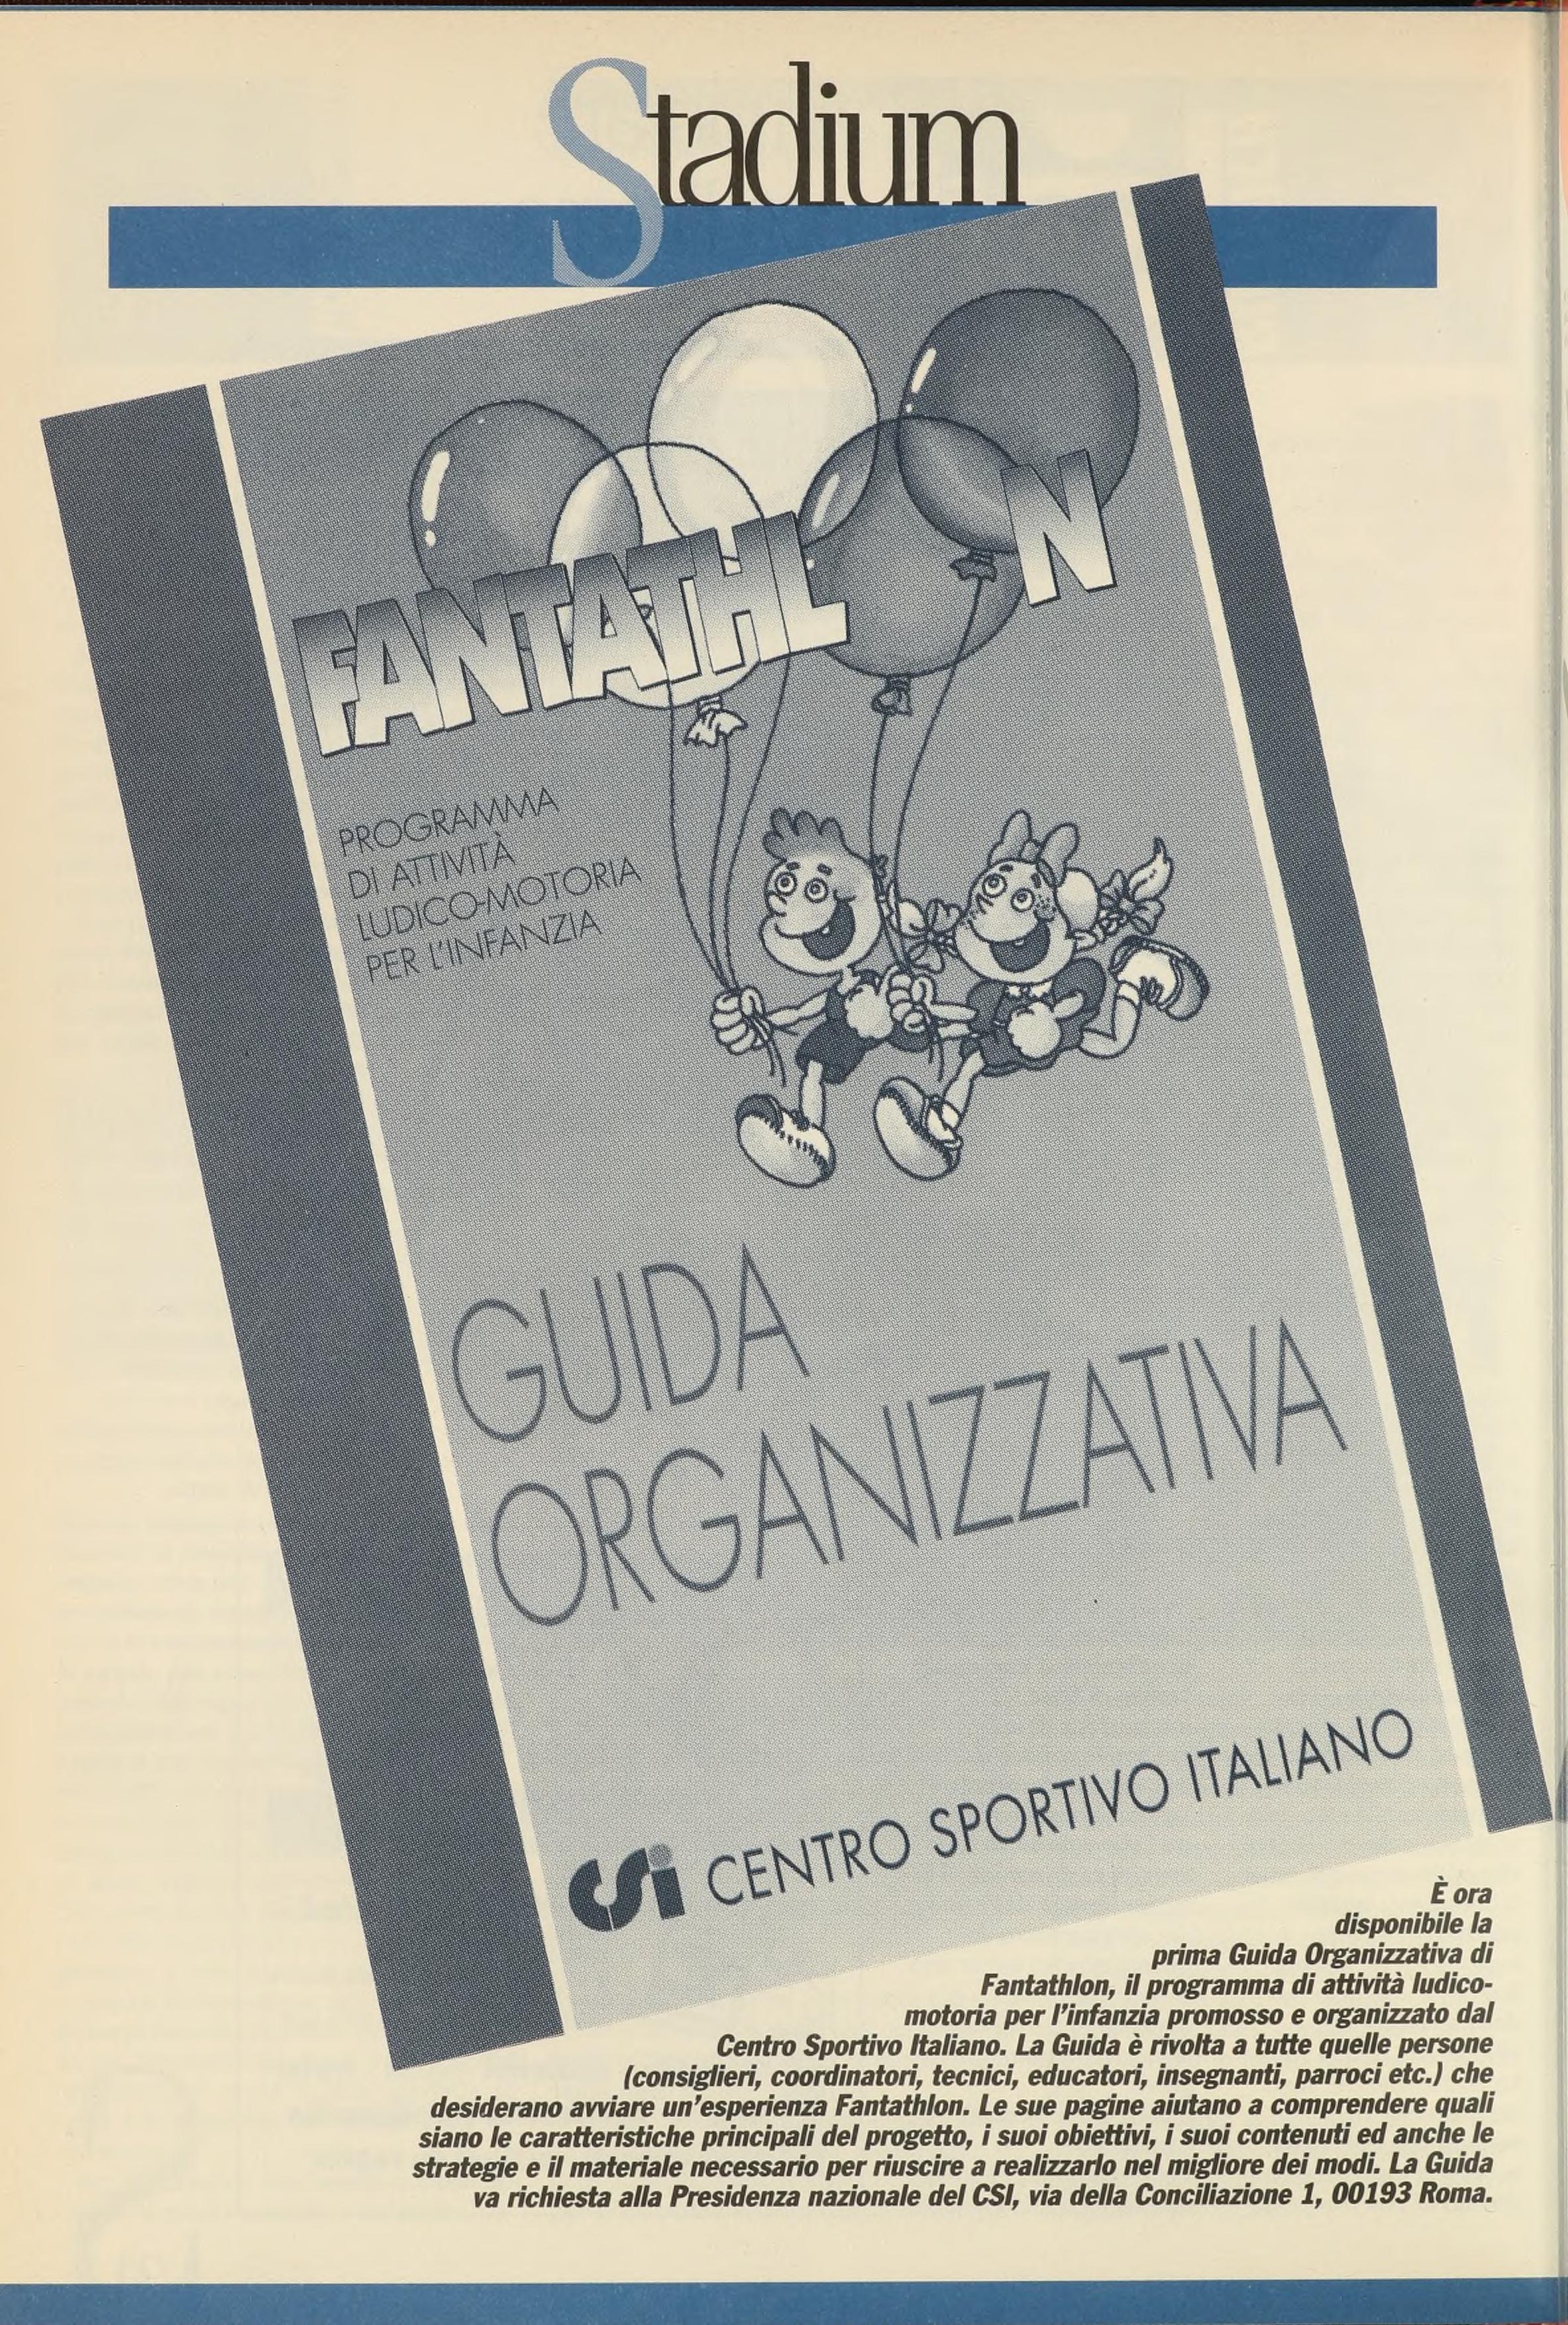 Stadium
FANTATHL N
PROGRAMMA
DI ATTIVITÀ
LUDICO-MOTORIA
PER L'INFANZIA
GUIDA
ORGANIZZATIVA
CSi CENTRO SPORTIVO ITALIANO
È ora
disponibile la
prima Guida Organizzativa di
Fantathlon, il programma di attività ludico-
motoria per l'infanzia promosso e organizzato dal
Centro Sportivo Italiano. La Guida è rivolta a tutte quelle persone
(consiglieri, coordinatori, tecnici, educatori, insegnanti, parroci etc.) che
desiderano avviare un'esperienza Fantathlon. Le sue pagine aiutano a comprendere quali
siano le caratteristiche principali del progetto, i suoi obiettivi, i suoi contenuti ed anche le
strategie e il materiale necessario per riuscire a realizzarlo nel migliore dei modi. La Guida
va richiesta alla Presidenza nazionale del CSI, via della Conciliazione 1, 00193 Roma.